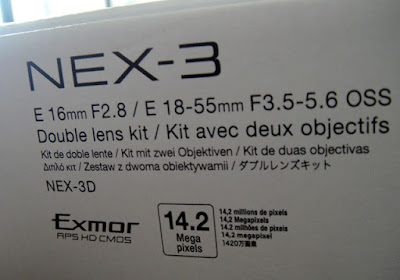 NEX-3
E 16mm F2.8 / E 18-55mm F3.5-5.6 OSS
Double lens kit / Kit avec deux objectifs
Kit de doble lente / Kit mit zwei Objektiven / Kit de duas objectivas
Διπλό κιτ / Zestaw z dwoma obiektywami / ダブルレンズキット
NEX-3D
Exmor
APS HD CMOS
14.2
Mega
pixels
14,2 millions de pixels
14,2 Megapixels
14,2 milhões de pixels
14,2 megapixel
1420万画素